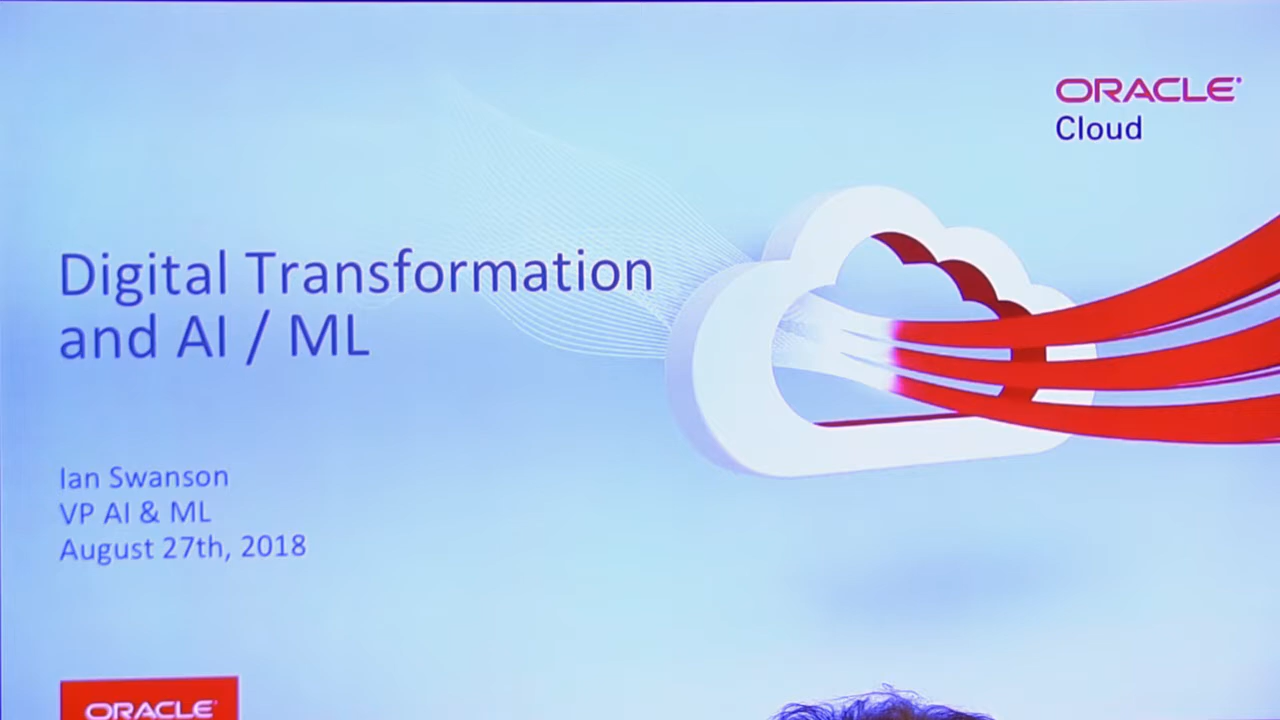 ORACLE
Cloud
Digital Transformation
and AI / ML
Ian Swanson
VP AI & ML
August 27th, 2018
ORACLE